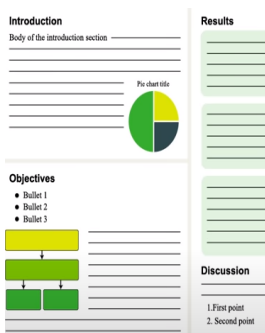 Introduction
Body of the introduction section
Pie chart title
Objectives
● Bullet 1
● Bullet 2
● Bullet 3
Results
Discussion
1.First point
2. Second point